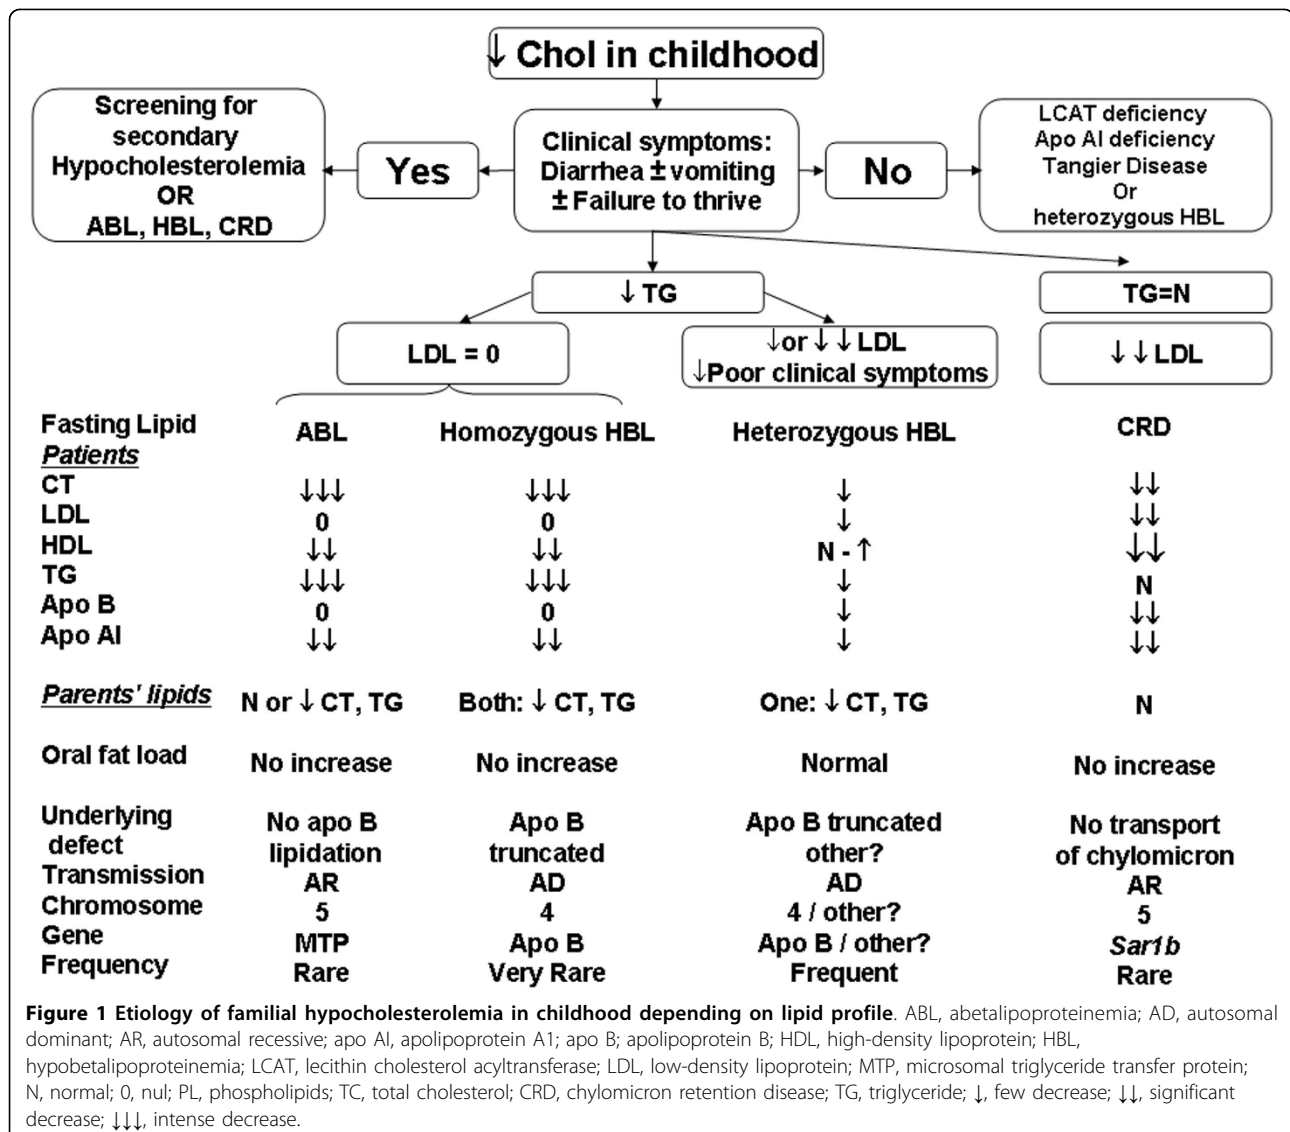 ↓ Chol in childhood
Screening for
secondary
Hypocholesterolemia
OR
ABL, HBL, CRD
Yes
Clinical symptoms:
Diarrhea ± vomiting
± Failure to thrive
No
LCAT deficiency
Apo AI deficiency
Tangier Disease
Or
heterozygous HBL
↓ TG
TG=N
LDL = 0
↓or ↓ ↓ LDL
↓Poor clinical symptoms
↓ ↓ LDL
Fasting Lipid ABL Homozygous HBL Heterozygous HBL CRD
Patients
CT ↓↓↓ ↓↓↓ ↓ ↓↓
LDL 0 0 ↓ ↓↓
HDL ↓↓ ↓↓ N - ↑ ↓↓
TG ↓↓↓ ↓↓↓ ↓ N
Apo B 0 0 ↓ ↓↓
Apo AI ↓↓ ↓↓ ↓ ↓↓
Parents' lipids N or ↓ CT, TG Both: ↓ CT, TG One: ↓ CT, TG N
Oral fat load No increase No increase Normal No increase
Underlying No apo B Apo B Apo B truncated No transport
defect lipidation truncated other? of chylomicron
Transmission AR AD AD AR
Chromosome 5 4 4 / other? 5
Gene MTP Apo B Apo B / other? Sar1b
Frequency Rare Very Rare Frequent Rare
Figure 1 Etiology of familial hypocholesterolemia in childhood depending on lipid profile. ABL, abetalipoproteinemia; AD, autosomal
dominant; AR, autosomal recessive; apo AI, apolipoprotein A1; apo B; apolipoprotein B; HDL, high-density lipoprotein; HBL,
hypobetalipoproteinemia; LCAT, lecithin cholesterol acyltransferase; LDL, low-density lipoprotein; MTP, microsomal triglyceride transfer protein;
N, normal; 0, nul; PL, phospholipids; TC, total cholesterol; CRD, chylomicron retention disease; TG, triglyceride; ↓, few decrease; ↓↓, significant
decrease; ↓↓↓, intense decrease.